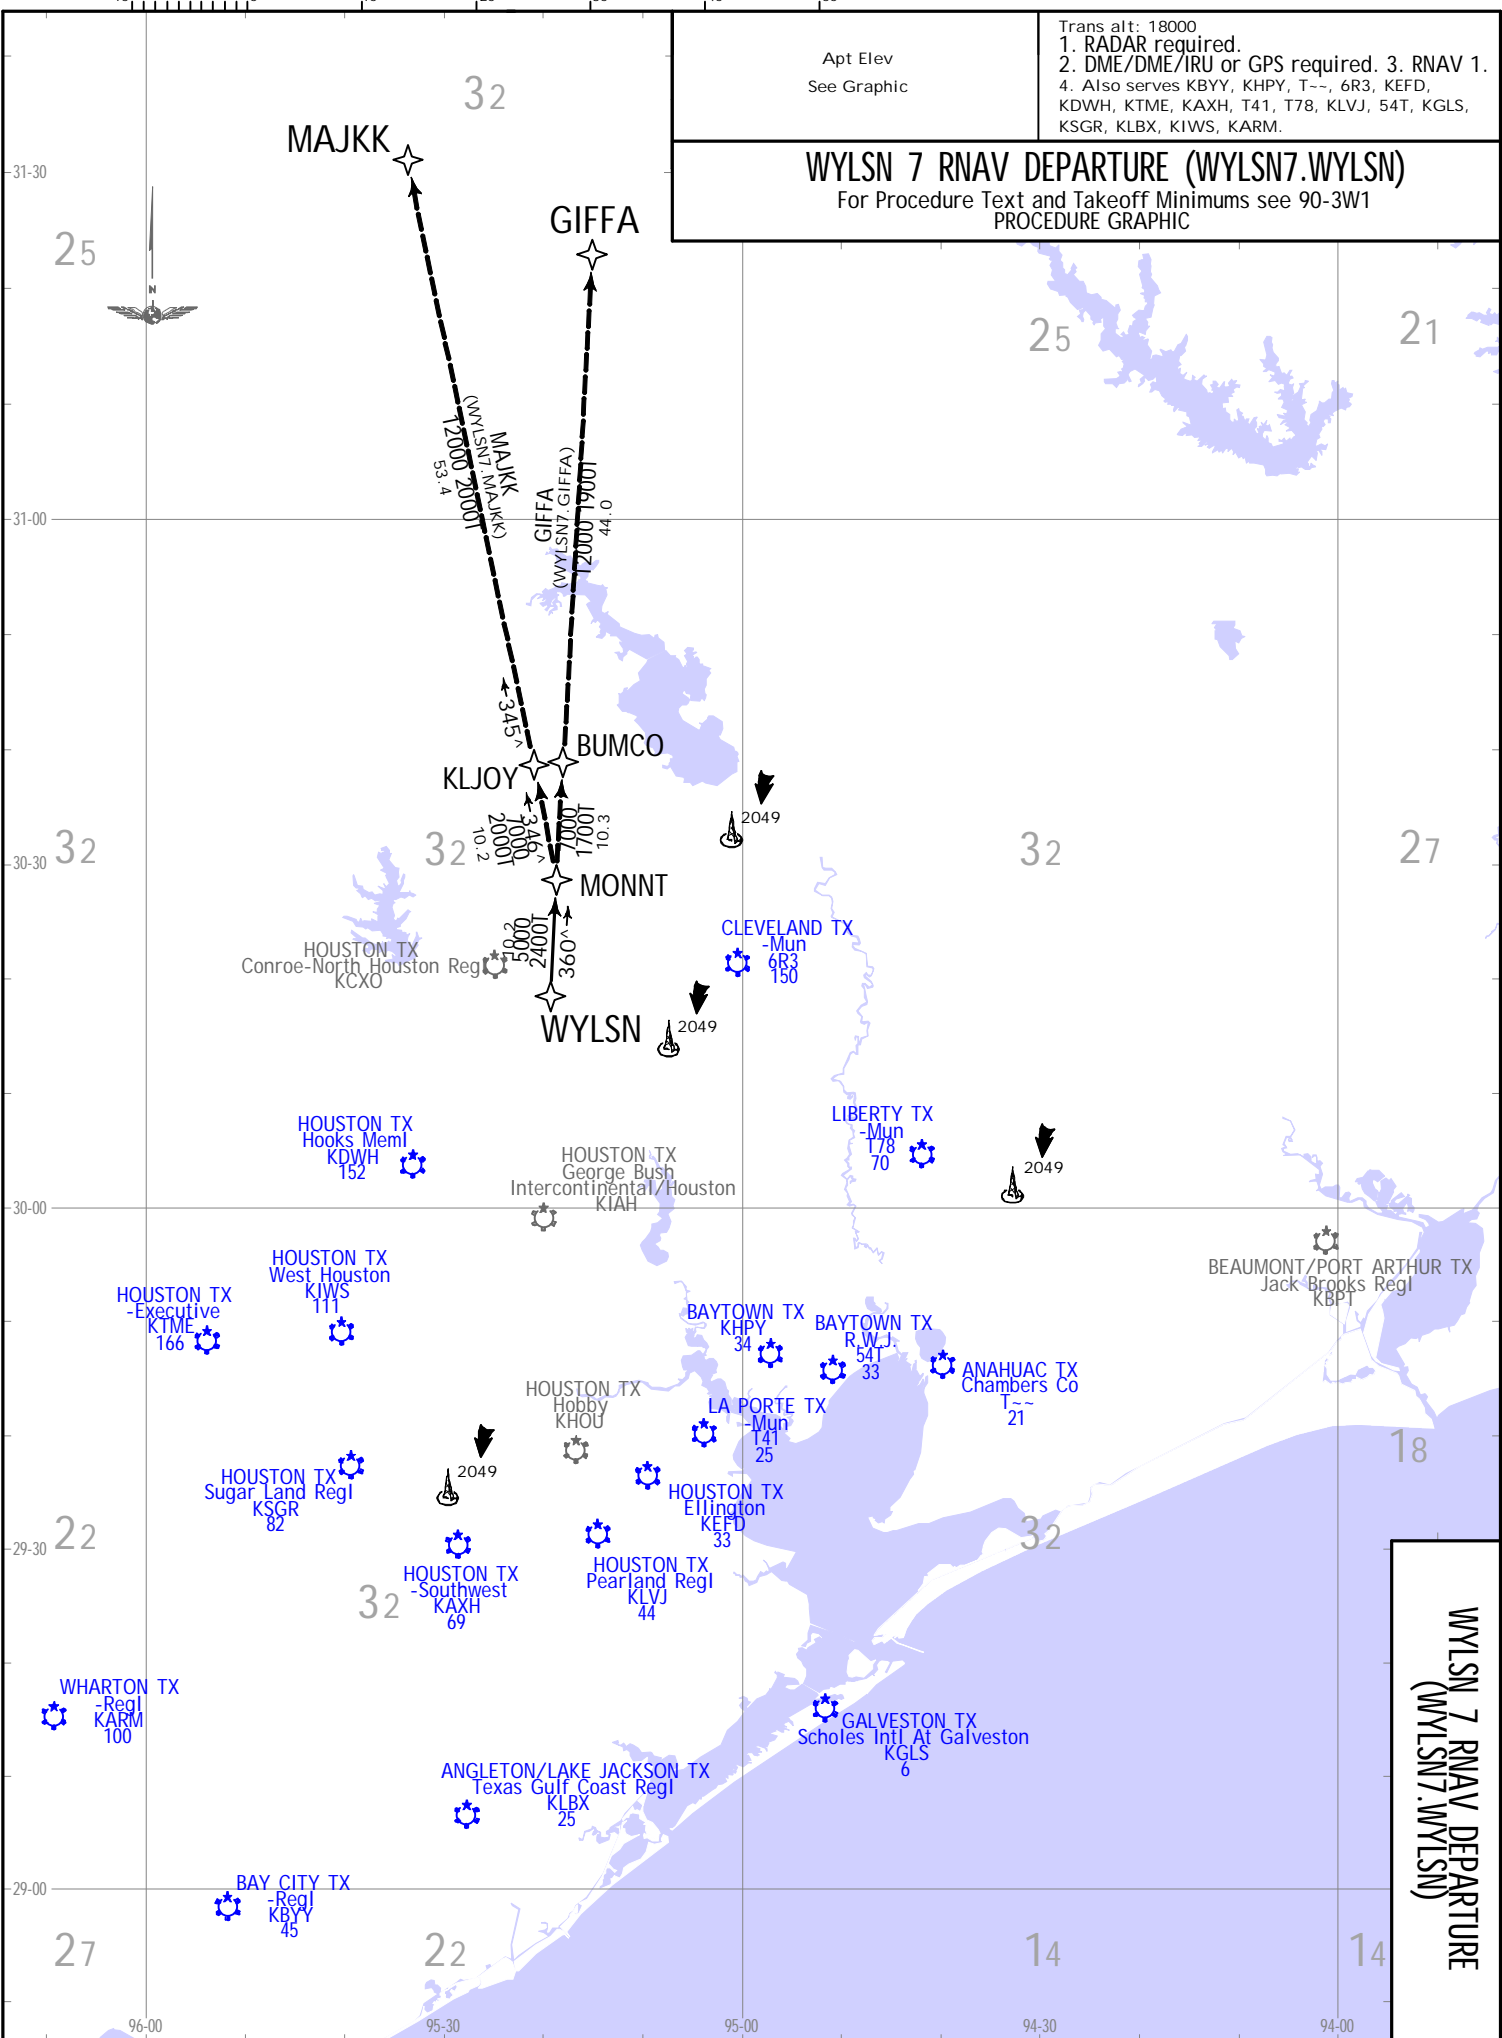 Apt Elev
See Graphic
Trans alt: 18000
1. RADAR required.
2. DME/DME/IRU or GPS required. 3. RNAV 1.
4. Also serves KBYY, KHPY, T~~, 6R3, KEFD,
KDWH, KTME, KAXH, T41, T78, KLVJ, 54T, KGLS,
KSGR, KLBX, KIWS, KARM.
WYLSN 7 RNAV DEPARTURE (WYLSN7.WYLSN)
For Procedure Text and Takeoff Minimums see 90-3W1
PROCEDURE GRAPHIC
32
MAJKK
31-30
GIFFA
25
N
25
21
MAJKK
(WYLSN7.MAJKK)
12000 2000T
53.4
GIFFA
(WYLSN7.GIFFA)
12000 1900T
44.0
31-00
345^
BUMCO
KLJOY
346^
7000
2000T
10.2
7000
1700T
10.3
2049
32
32
32
27
30-30
MONNT
10.2
5000
2400T
360^
CLEVELAND TX
-Mun
6R3
150
HOUSTON TX
Conroe-North Houston Reg
KCXO
WYLSN
2049
HOUSTON TX
Hooks Meml
KDWH
152
LIBERTY TX
-Mun
T78
70
2049
HOUSTON TX
George Bush
Intercontinental/Houston
KIAH
30-00
HOUSTON TX
West Houston
KIWS
111
BEAUMONT/PORT ARTHUR TX
Jack Brooks Regl
KBPT
HOUSTON TX
-Executive
KTME
166
BAYTOWN TX
KHPY
34
BAYTOWN TX
R.W.J.
54T
33
ANAHUAC TX
Chambers Co
T~~
21
HOUSTON TX
Hobby
KHOU
LA PORTE TX
-Mun
T41
25
18
2049
HOUSTON TX
Sugar Land Regl
KSGR
82
HOUSTON TX
Ellington
KEFD
33
22
32
29-30
HOUSTON TX
-Southwest
KAXH
69
HOUSTON TX
Pearland Regl
KLVJ
44
32
WYLSN 7 RNAV DEPARTURE
(WYLSN7.WYLSN)
WHARTON TX
-Regl
KARM
100
GALVESTON TX
Scholes Intl At Galveston
KGLS
6
ANGLETON/LAKE JACKSON TX
Texas Gulf Coast Regl
KLBX
25
29-00
BAY CITY TX
-Regl
KBYY
45
27
22
14
14
96-00
95-30
95-00
94-30
94-00